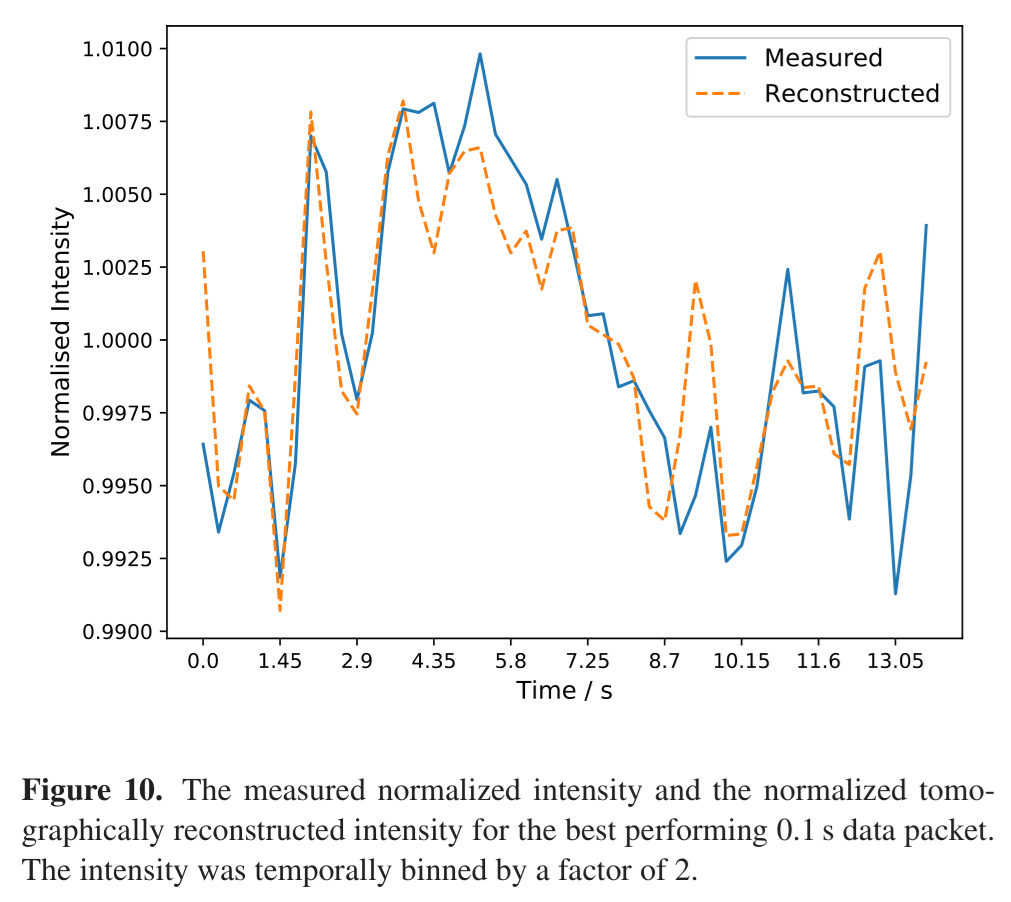 1.0100
1.0075
1.0050
1.0025
1.0000
0.9975
0.9950
0.9925
0.9900
Normalised Intensity
Measured
Reconstructed
0.0 1.45 2.9 4.35 5.8 7.25 8.7 10.15 11.6 13.05
Time / s
Figure 10. The measured normalized intensity and the normalized tomo-
graphically reconstructed intensity for the best performing 0.1 s data packet.
The intensity was temporally binned by a factor of 2.